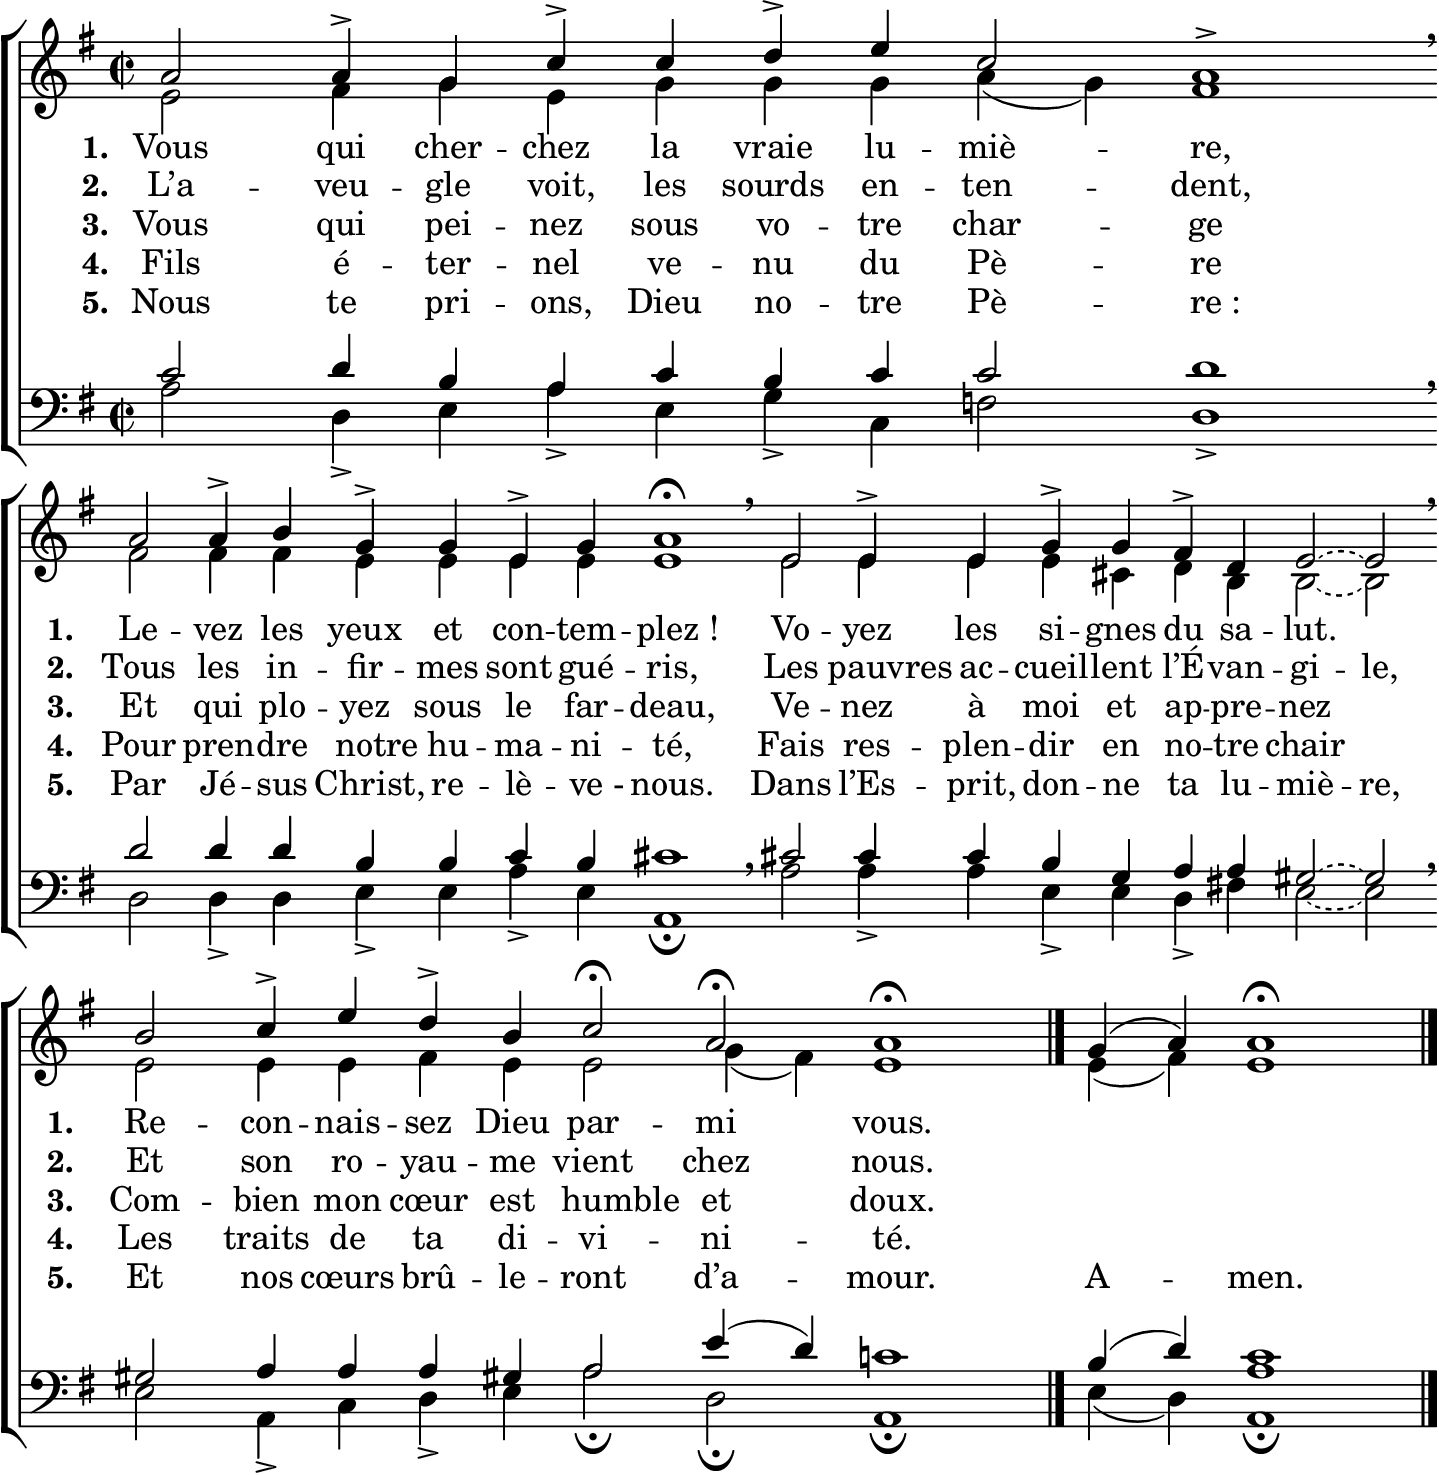 1. Vous qui cher -- chez la vraie lu -- miè -- re,
2. L’a -- veu -- gle voit, les sourds en -- ten -- dent,
3. Vous qui pei -- nez sous vo -- tre char -- ge
4. Fils é -- ter -- nel ve -- nu du Pè -- re
5. Nous te pri -- ons, Dieu no -- tre Pè -- re :
1. Le -- vez les yeux et con -- tem -- plez ! Vo -- yez les si -- gnes du sa -- lut.
2. Tous les in -- fir -- mes sont gué -- ris, Les pauvres ac -- cueil -- lent l’É -- van -- gi -- le,
3. Et qui plo -- yez sous le far -- deau, Ve -- nez à moi et ap -- pre -- nez
4. Pour pren -- dre notre hu -- ma -- ni -- té, Fais res -- plen -- dir en no -- tre chair
5. Par Jé -- sus Christ, re -- lè -- ve - nous. Dans l’Es -- prit, don -- ne ta lu -- miè -- re,
1. Re -- con -- nais -- sez Dieu par -- mi vous.
2. Et son ro -- yau -- me vient chez nous.
3. Com -- bien mon cœur est humble et doux.
4. Les traits de ta di -- vi -- ni -- té.
5. Et nos cœurs brû -- le -- ront d’a -- mour. A -- men.